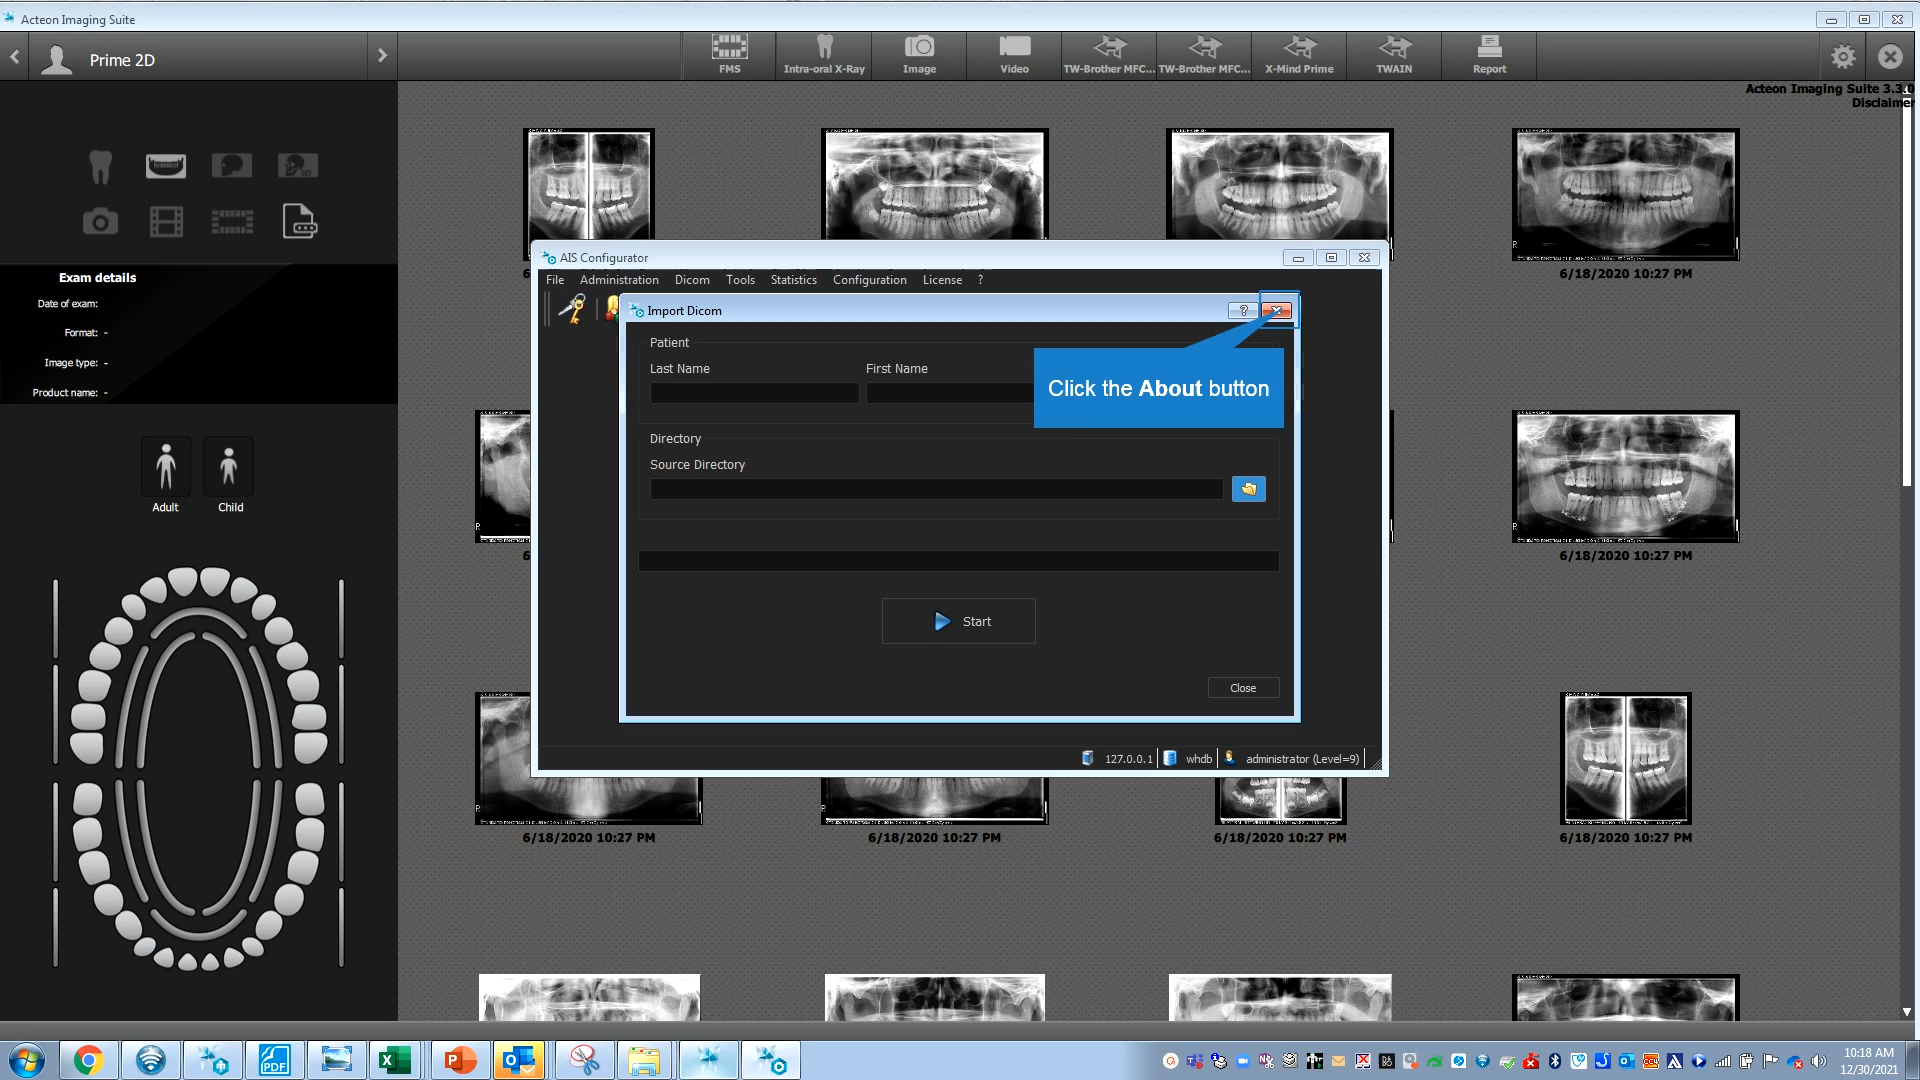 Acteon Imaging Suite
Prime 2D
FMS
Intra-oral X-Ray
Image
Video
TW-Brother MFC...
TW-Brother MFC...
X-Mind Prime
TWAIN
Report
Acteon Imaging Suite 3.3.0
Disclaimer
Exam details
Date of exam:
Format: -
Image type: -
Product name: -
Adult
Child
6/18/2020 10:27 PM
6/18/2020 10:27 PM
AIS Configurator
File Administration Dicom Tools Statistics Configuration License ?
Import Dicom
Patient
Last Name
First Name
Click the About button
Directory
Source Directory
Start
Close
127.0.0.1
whdb
administrator (Level=9)
6/18/2020 10:27 PM
6/18/2020 10:27 PM
6/18/2020 10:27 PM
6/18/2020 10:27 PM
10:18 AM
12/30/2021